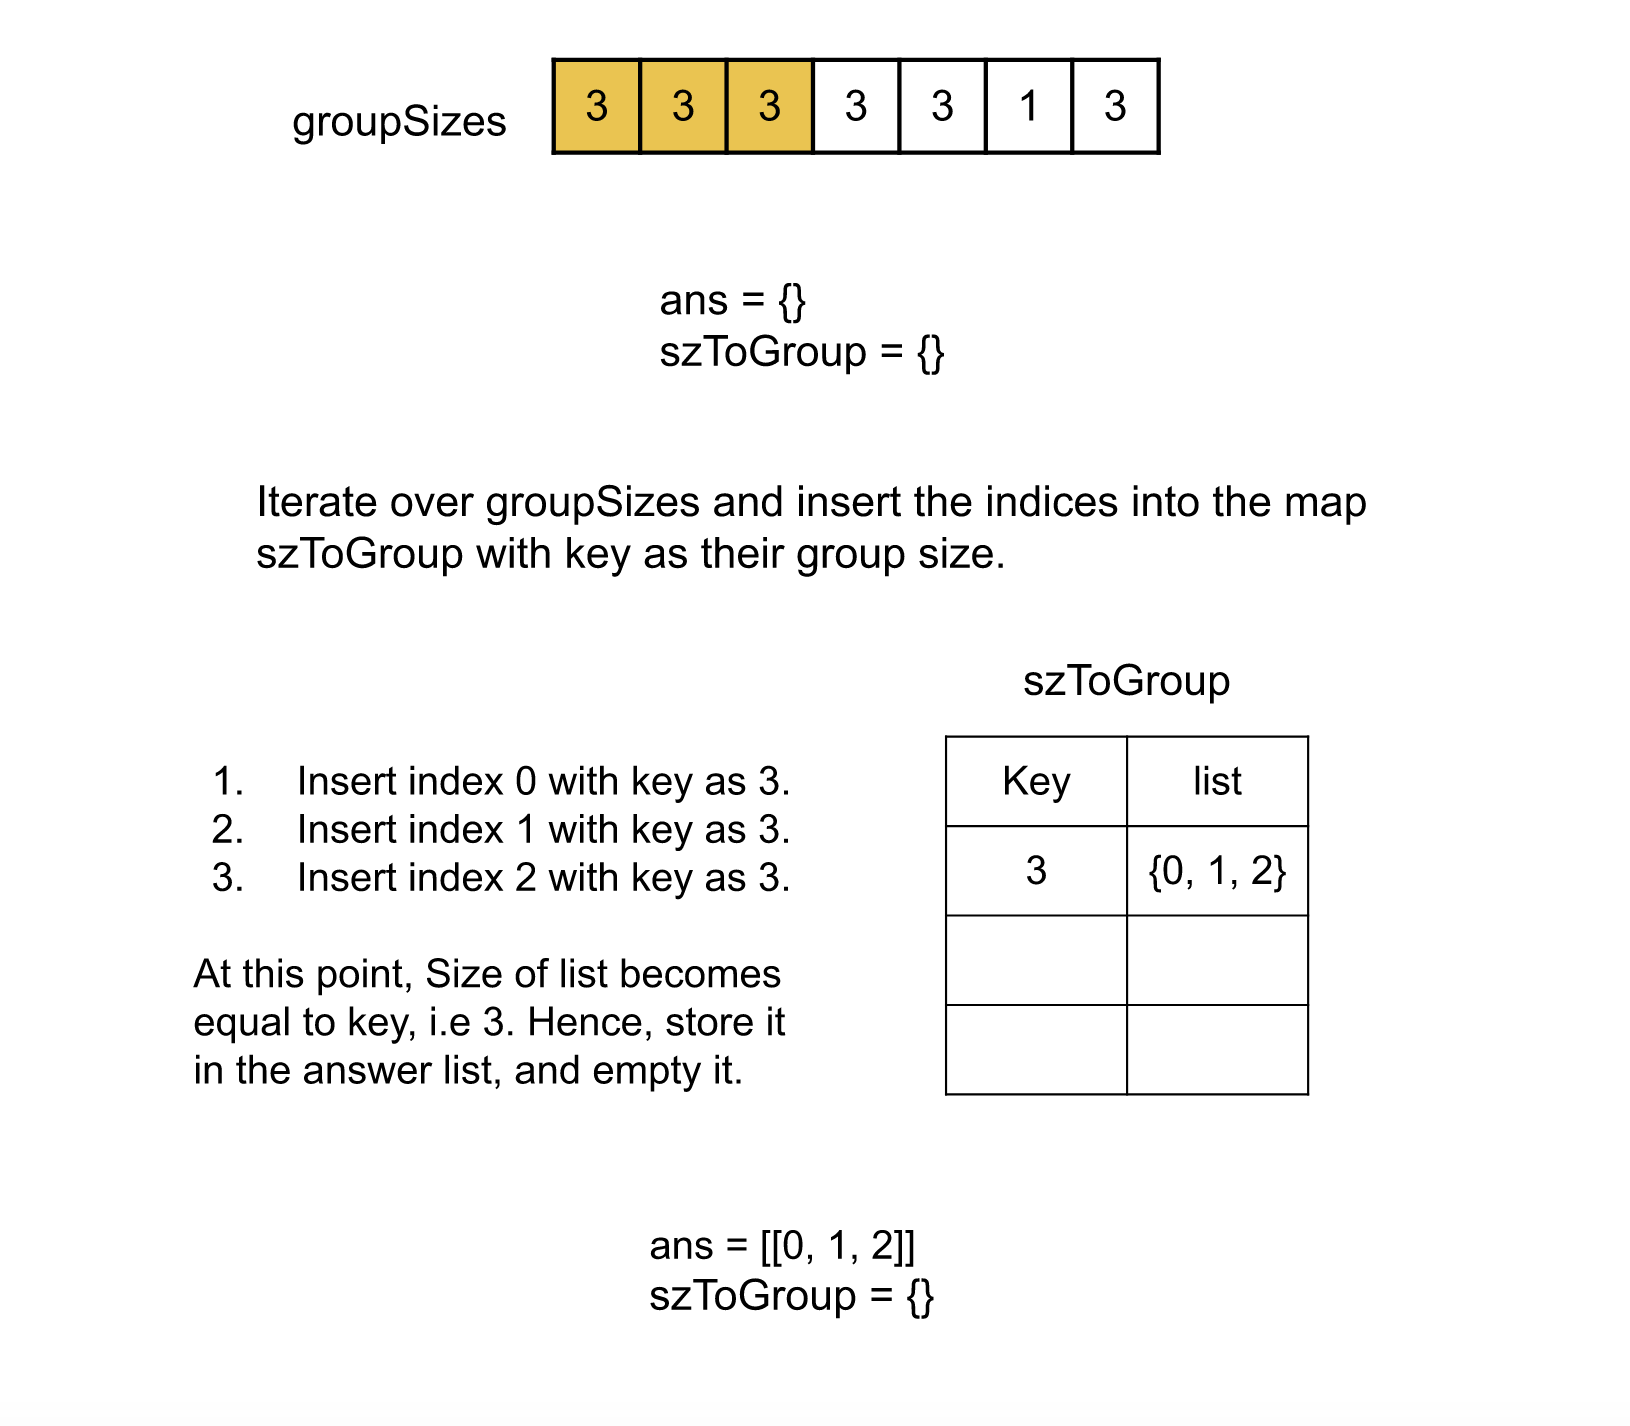 groupSizes 3 3 3 3 3 1 3
ans = {}
szToGroup = {}
Iterate over groupSizes and insert the indices into the map
szToGroup with key as their group size.
szToGroup
1. Insert index 0 with key as 3.
2. Insert index 1 with key as 3.
3. Insert index 2 with key as 3.
At this point, Size of list becomes
equal to key, i.e 3. Hence, store it
in the answer list, and empty it.
Key list
3 {0, 1, 2}
ans = [[0, 1, 2]]
szToGroup = {}